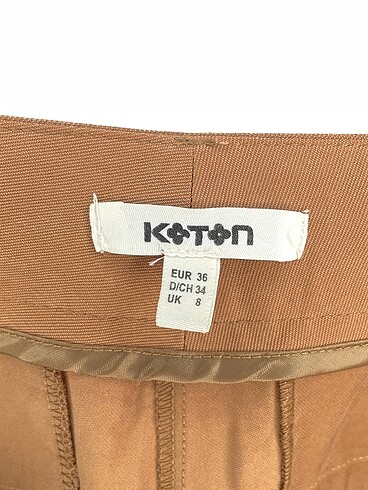 KOTON
EUR 36
D/CH 34
UK 8